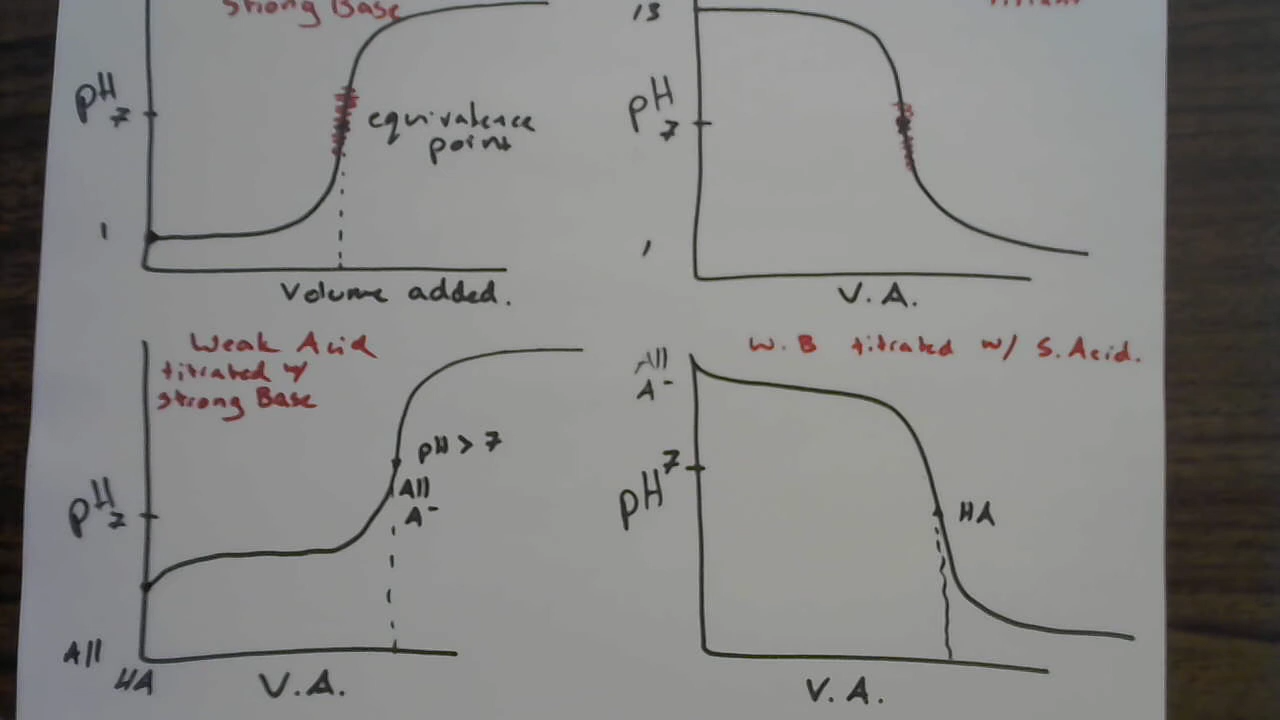 strong Base
13
pH
7
equivalence
point
1
Volume added.
pH
7
1
V.A.
Weak Acid
titrated w/
strong Base
pH > 7
All
A-
pH
7
All
HA
V.A.
W.B titrated w/ S.Acid.
All
A-
7
pH
HA
V.A.